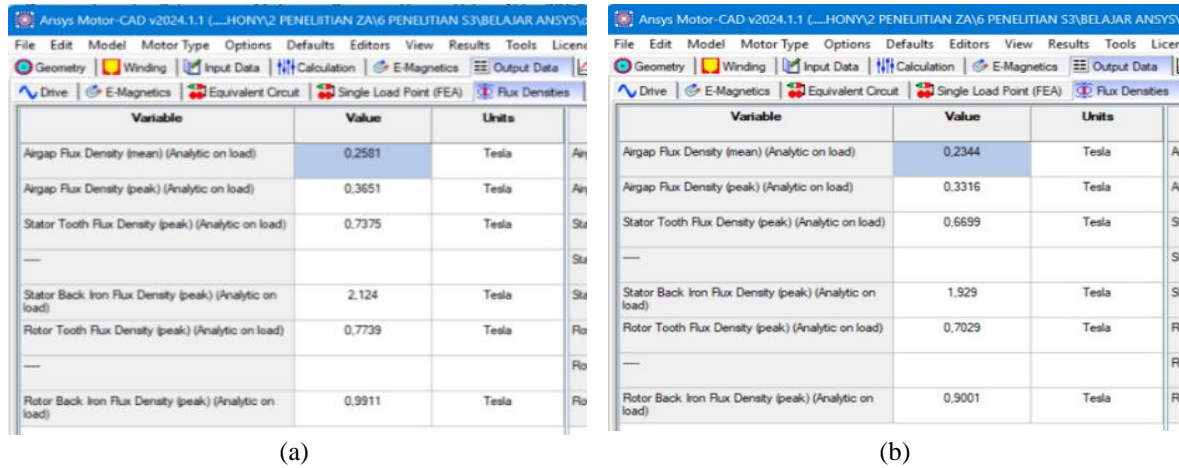 Ansys Motor-CAD v2024.1.1 (.....HONY\2 PENELIITIAN ZA\6 PENELITIAN S3\BELAJAR ANSYS\
File Edit Model Motor Type Options Defaults Editors View Results Tools Licenc
Geometry Winding Input Data Calculation E-Magnetics Output Data
Drive E-Magnetics Equivalent Circuit Single Load Point (FEA) Flux Densities
Variable Value Units
Airgap Flux Density (mean) (Analytic on load) 0,2581 Tesla
Airgap Flux Density (peak) (Analytic on load) 0,3651 Tesla
Stator Tooth Flux Density (peak) (Analytic on load) 0,7375 Tesla
----
Stator Back Iron Flux Density (peak) (Analytic on
load) 2,124 Tesla
Rotor Tooth Flux Density (peak) (Analytic on load) 0,7739 Tesla
----
Rotor Back Iron Flux Density (peak) (Analytic on
load) 0,9911 Tesla
(a)
Ansys Motor-CAD v2024.1.1 (.....HONY\2 PENELIITIAN ZA\6 PENELITIAN S3\BELAJAR ANSYS\
File Edit Model Motor Type Options Defaults Editors View Results Tools Licen
Geometry Winding Input Data Calculation E-Magnetics Output Data
Drive E-Magnetics Equivalent Circuit Single Load Point (FEA) Flux Densities
Variable Value Units
Airgap Flux Density (mean) (Analytic on load) 0,2344 Tesla
Airgap Flux Density (peak) (Analytic on load) 0,3316 Tesla
Stator Tooth Flux Density (peak) (Analytic on load) 0,6699 Tesla
----
Stator Back Iron Flux Density (peak) (Analytic on
load) 1,929 Tesla
Rotor Tooth Flux Density (peak) (Analytic on load) 0,7029 Tesla
----
Rotor Back Iron Flux Density (peak) (Analytic on
load) 0,9001 Tesla
(b)